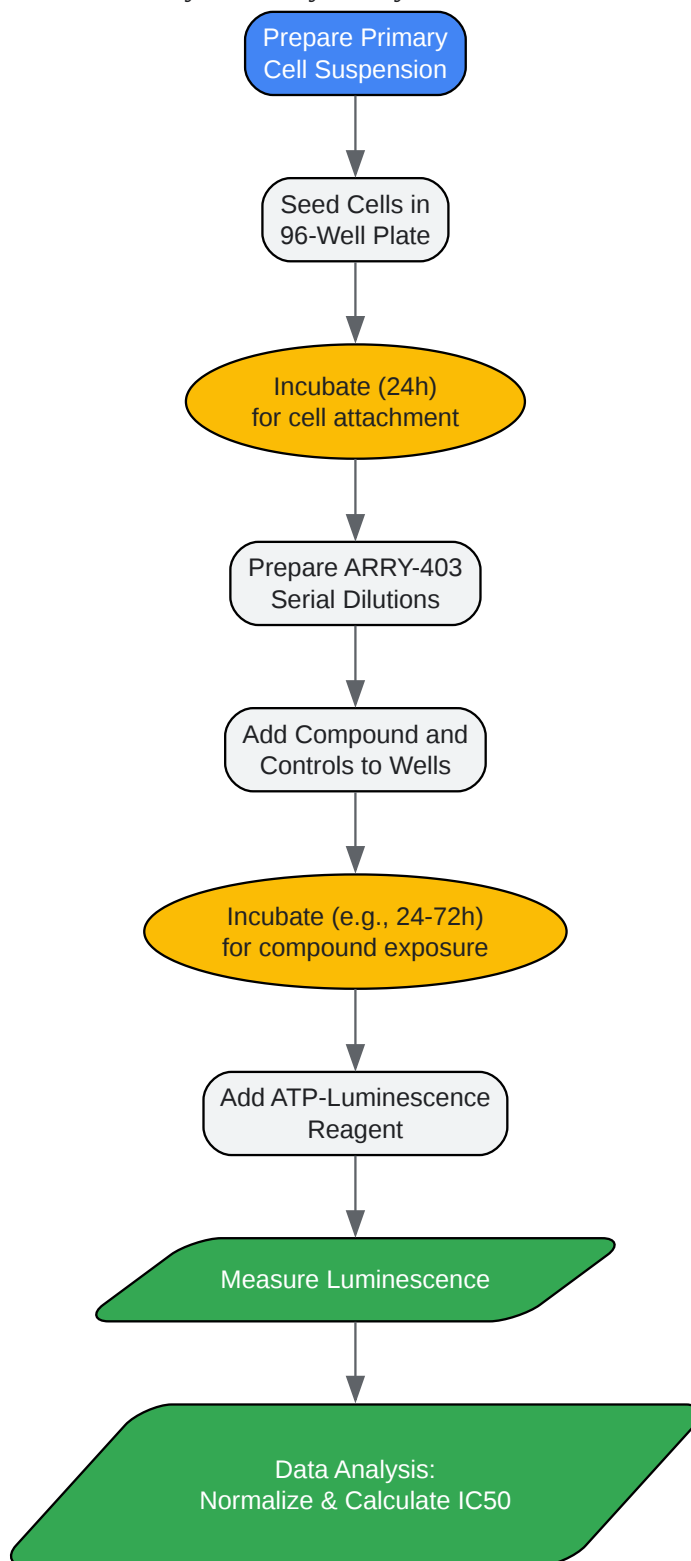 Prepare Primary
Cell Suspension
Seed Cells in
96-Well Plate
Incubate (24h)
for cell attachment
Prepare ARRY-403
Serial Dilutions
Add Compound and
Controls to Wells
Incubate (e.g., 24-72h)
for compound exposure
Add ATP-Luminescence
Reagent
Measure Luminescence
Data Analysis:
Normalize & Calculate IC50